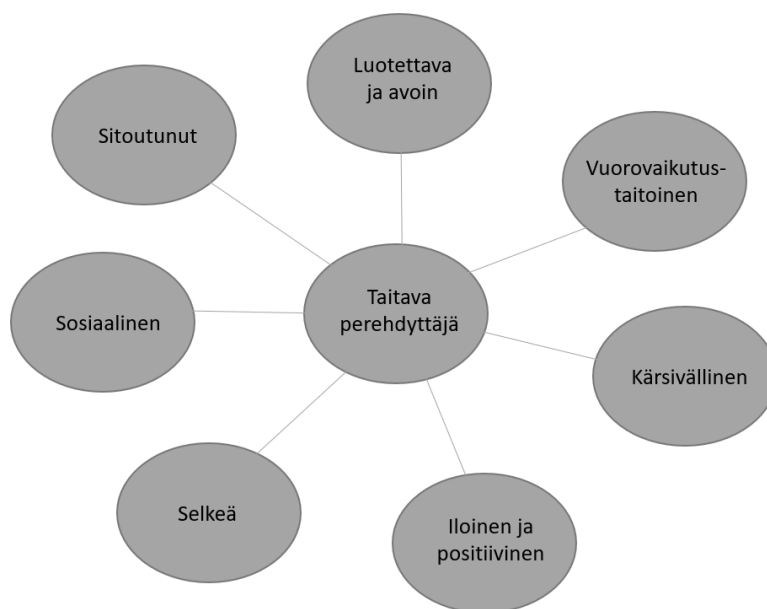 Luotettava
ja avoin
Sitoutunut
Vuorovaikutus-
taitoinen
Taitava
perehdyttäjä
Sosiaalinen
Kärsivällinen
Selkeä
Iloinen ja
positiivinen